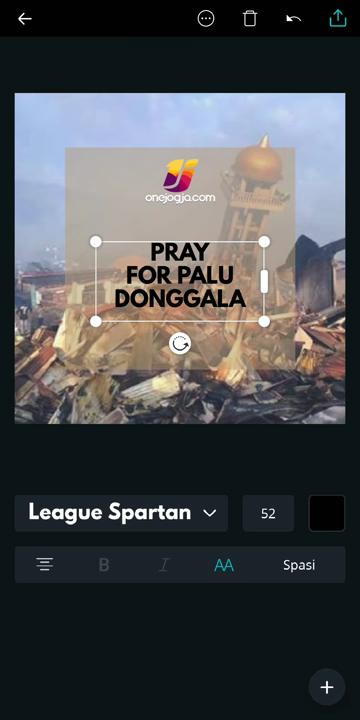 onejogja.com
PRAY
FOR PALU
DONGGALA
League Spartan
52
B
I
AA
Spasi